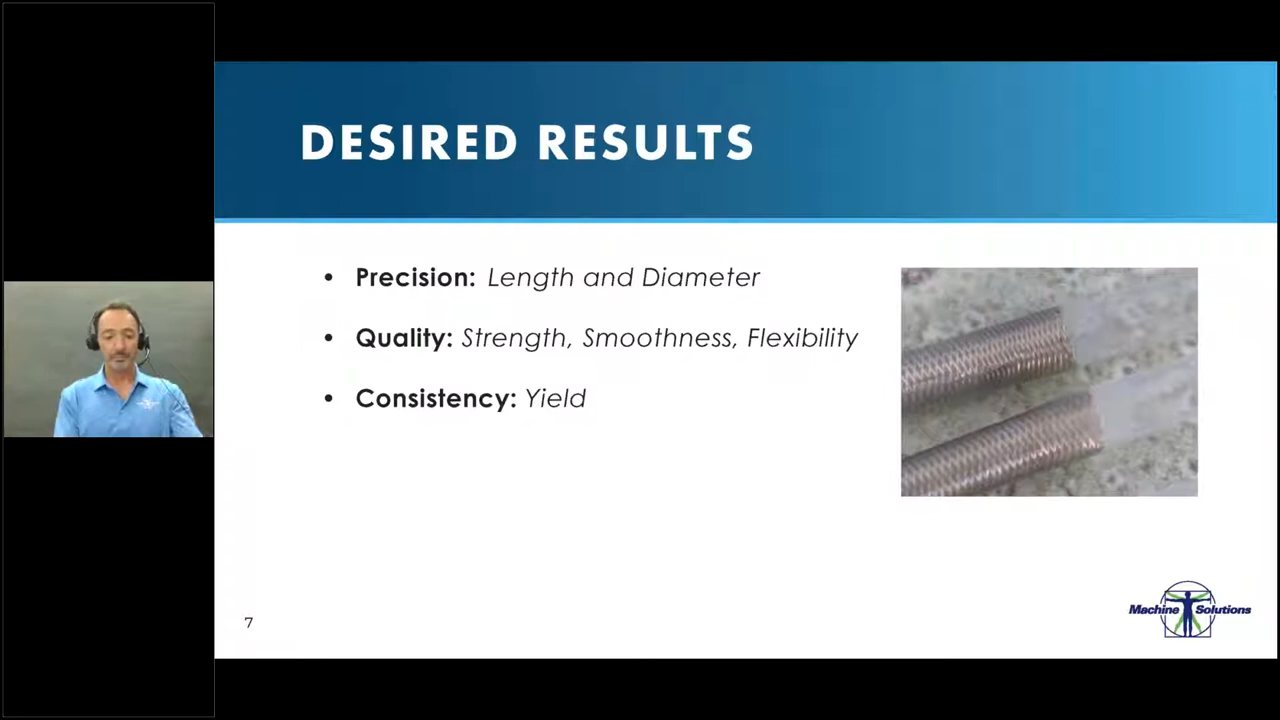 DESIRED RESULTS
• Precision: Length and Diameter
• Quality: Strength, Smoothness, Flexibility
• Consistency: Yield
7
Machine Solutions